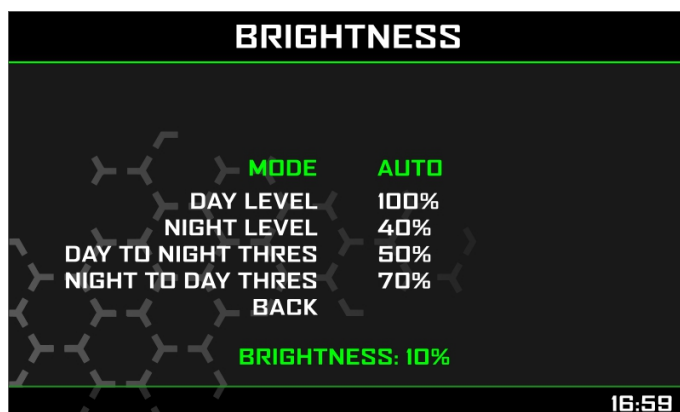 BRIGHTNESS
MODE AUTO
DAY LEVEL 100%
NIGHT LEVEL 40%
DAY TO NIGHT THRES 50%
NIGHT TO DAY THRES 70%
BACK
BRIGHTNESS: 10%
16:59